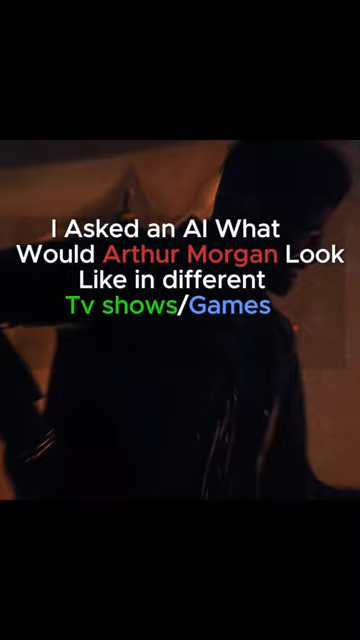 I Asked an AI What
Would Arthur Morgan Look
Like in different
Tv shows/Games